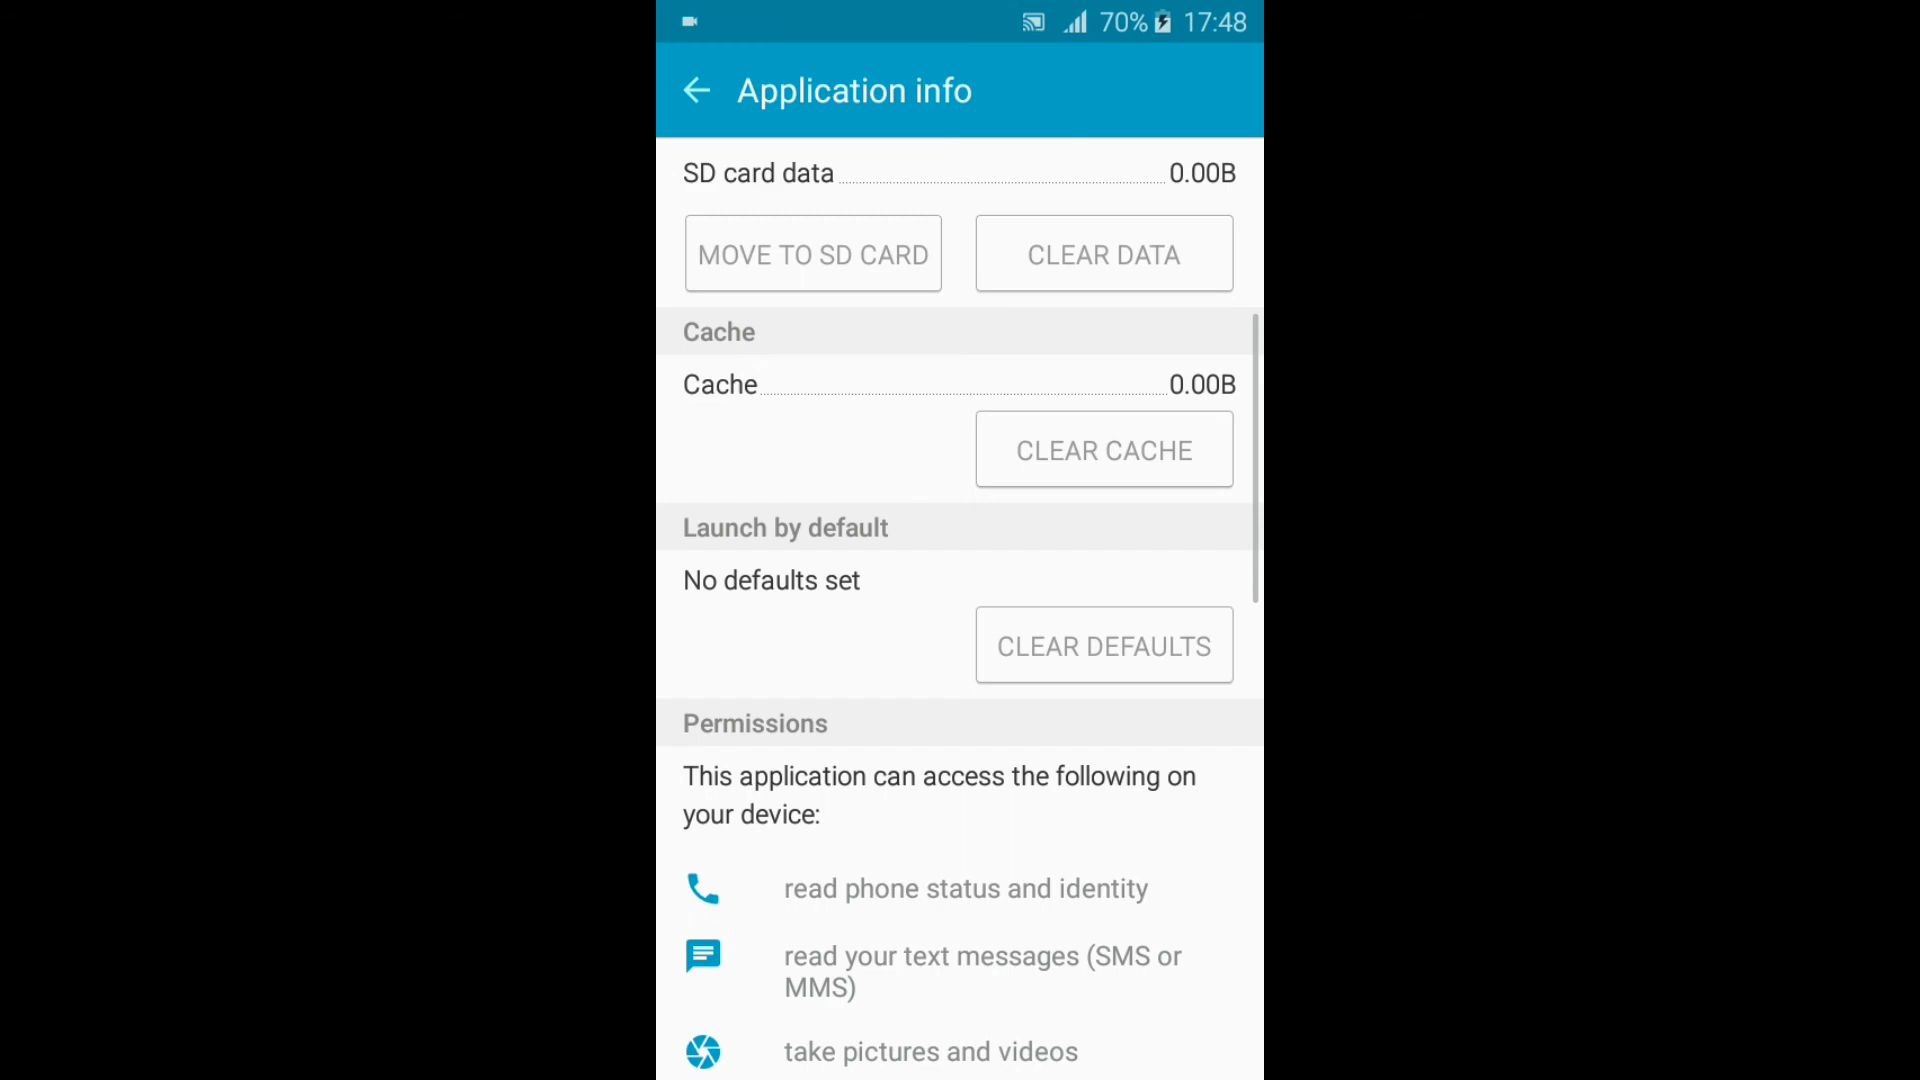 70% 17:48
Application info
SD card data 0.00B
MOVE TO SD CARD CLEAR DATA
Cache
Cache 0.00B
CLEAR CACHE
Launch by default
No defaults set
CLEAR DEFAULTS
Permissions
This application can access the following on
your device:
read phone status and identity
read your text messages (SMS or
MMS)
take pictures and videos